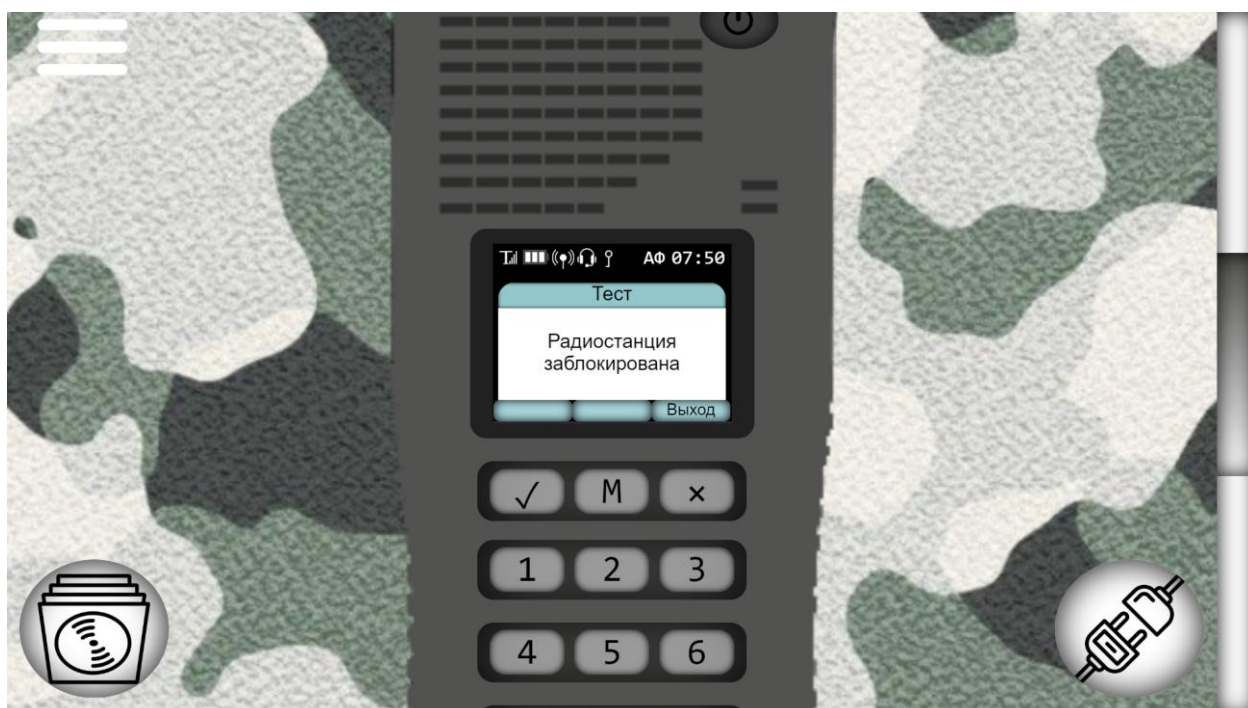 АФ 07:50
Тест
Радиостанция
заблокирована
Выход
✓ М ×
1 2 3
4 5 6